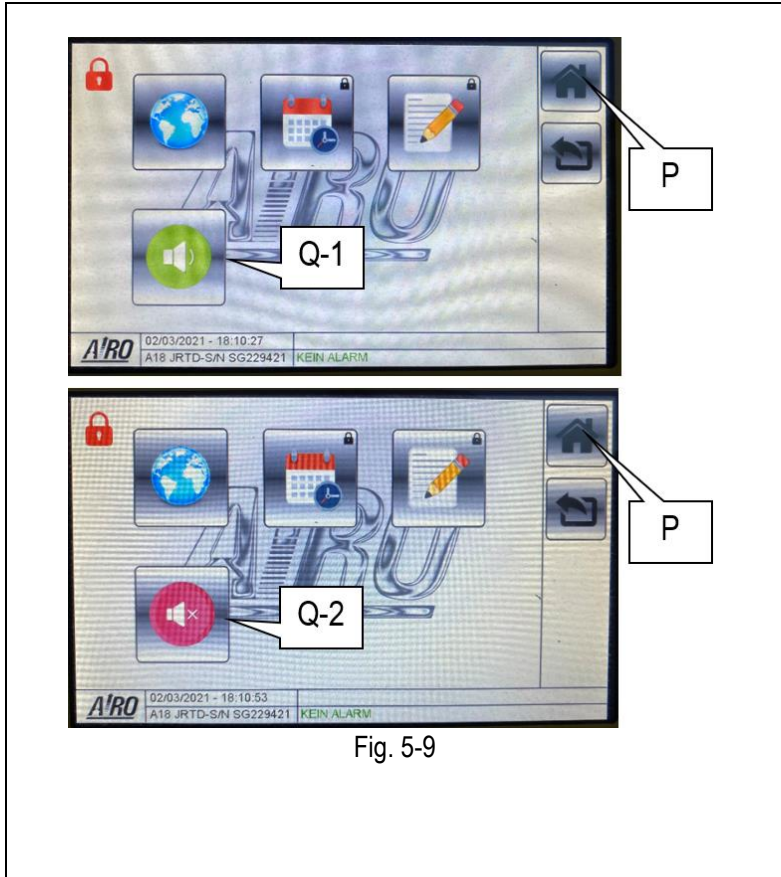 P
Q-1
A!RO
02/03/2021 - 18:10:27
A18 JRTD-S/N SG229421 KEIN ALARM
P
Q-2
A!RO
02/03/2021 - 18:10:53
A18 JRTD-S/N SG229421 KEIN ALARM
Fig. 5-9